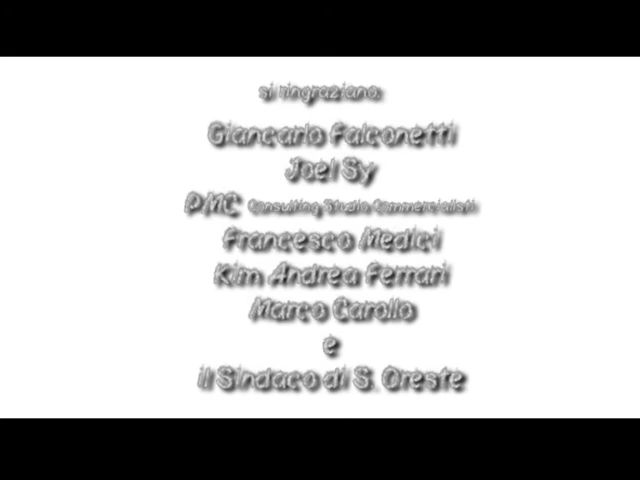 si ringraziano:
Giancarlo Falconetti
Joel Sy
PMC Consulting Studio Commercialisti
Francesco Medici
Kim Andrea Ferrari
Marco Carollo
e
il Sindaco di S. Oreste